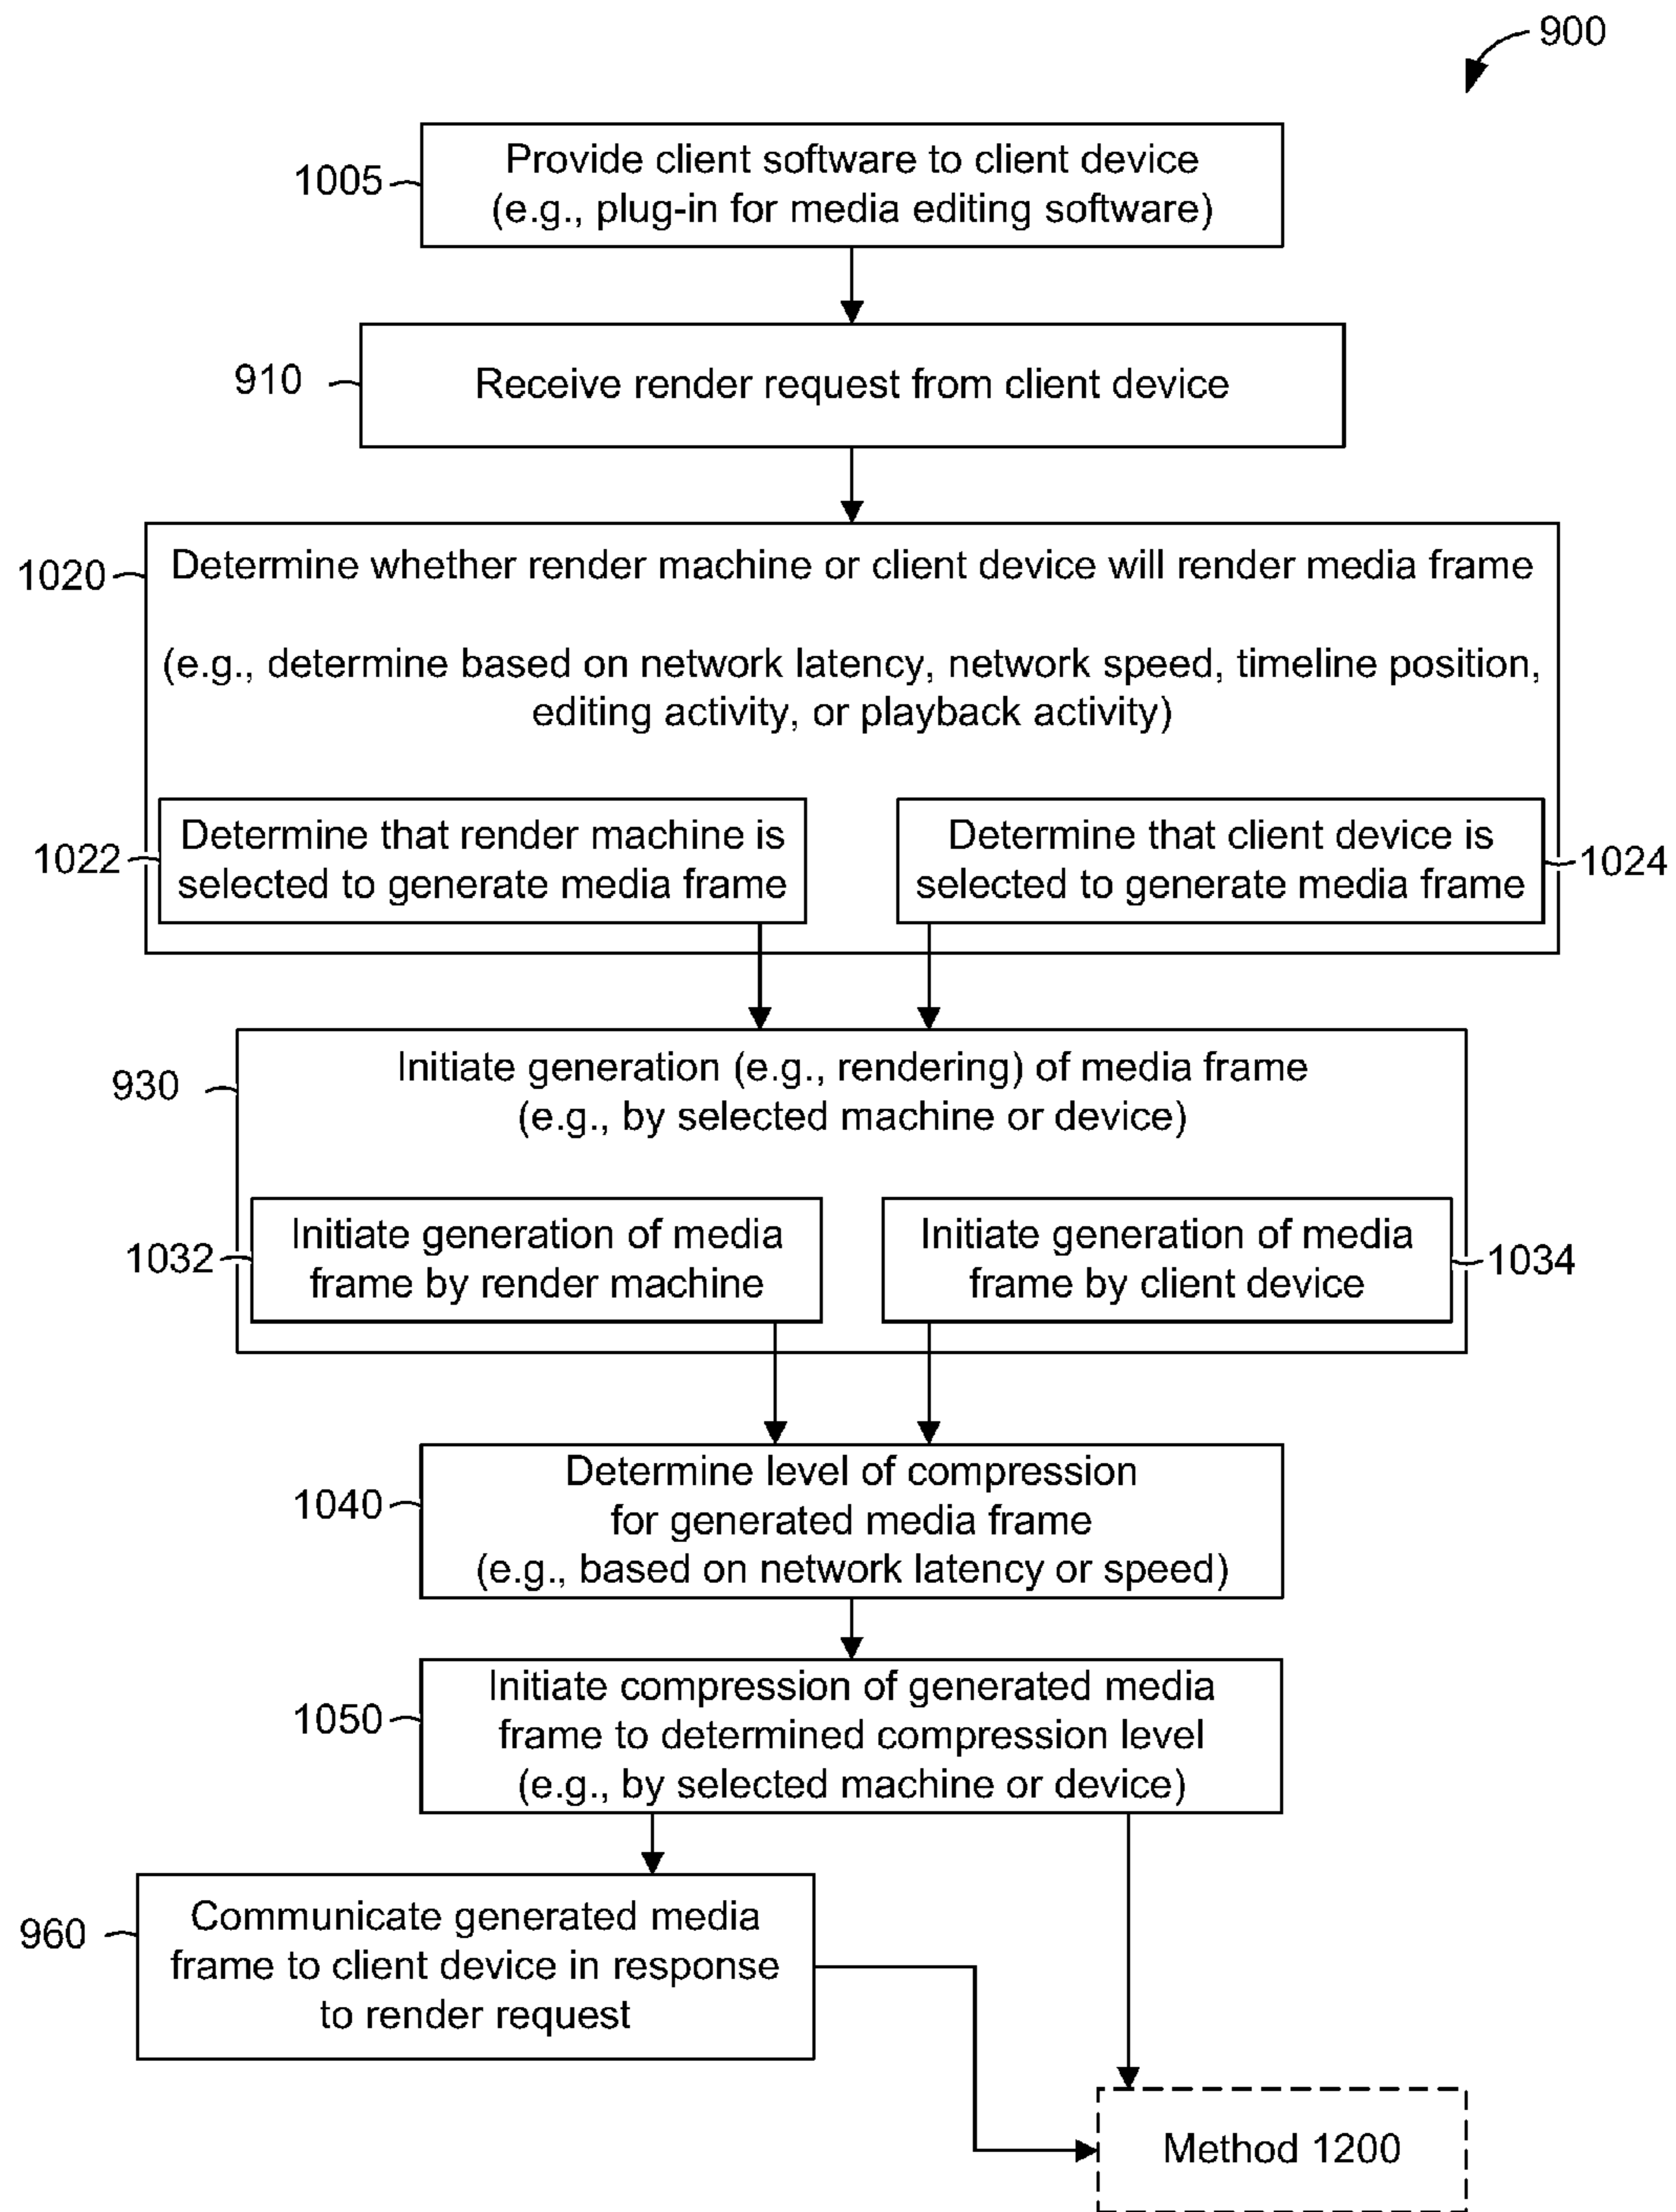 900
1005
Provide client software to client device
(e.g., plug-in for media editing software)
910
Receive render request from client device
1020
Determine whether render machine or client device will render media frame
(e.g., determine based on network latency, network speed, timeline position,
editing activity, or playback activity)
1022
Determine that render machine is
selected to generate media frame
Determine that client device is
selected to generate media frame
1024
930
Initiate generation (e.g., rendering) of media frame
(e.g., by selected machine or device)
1032
Initiate generation of media
frame by render machine
Initiate generation of media
frame by client device
1034
1040
Determine level of compression
for generated media frame
(e.g., based on network latency or speed)
1050
Initiate compression of generated media
frame to determined compression level
(e.g., by selected machine or device)
960
Communicate generated media
frame to client device in response
to render request
Method 1200